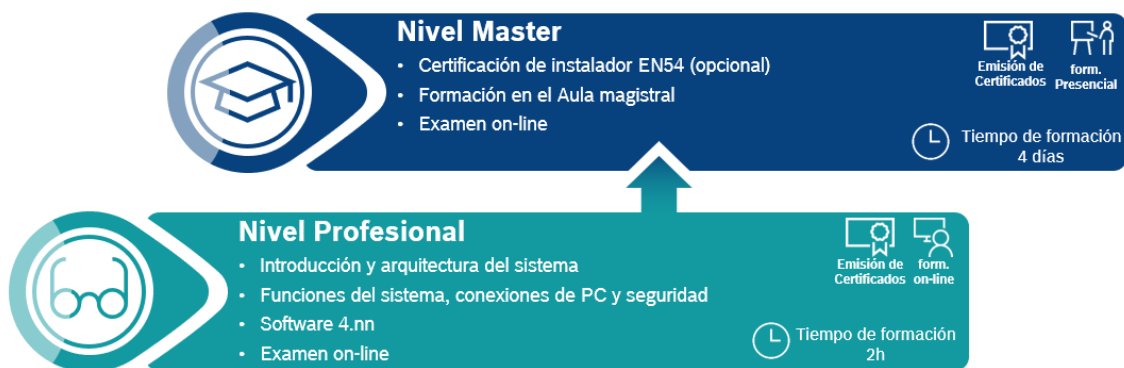 Nivel Master
• Certificación de instalador EN54 (opcional)
• Formación en el Aula magistral
• Examen on-line
Emisión de
Certificados
form.
Presencial
Tiempo de formación
4 días
Nivel Profesional
• Introducción y arquitectura del sistema
• Funciones del sistema, conexiones de PC y seguridad
• Software 4.nn
• Examen on-line
Emisión de
Certificados
form.
on-line
Tiempo de formación
2h